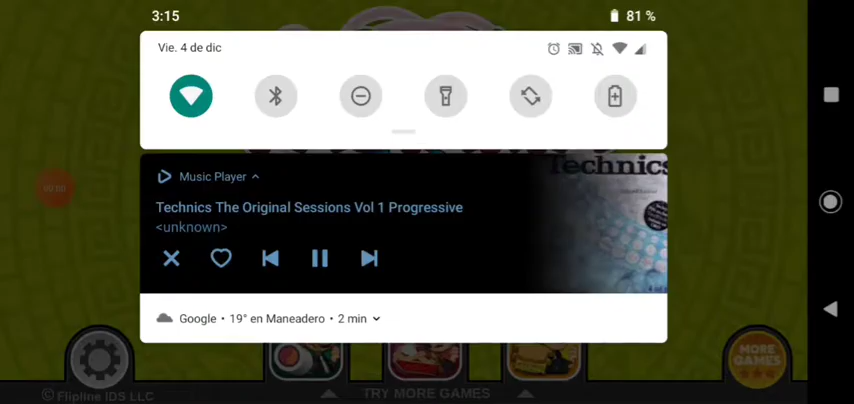 3:15
81 %
Vie. 4 de dic
Music Player
Technics
Technics The Original Sessions Vol 1 Progressive
<unknown>
00:00
Google • 19° en Maneadero • 2 min
MORE
GAMES
© Flipline IDS LLC
TRY MORE GAMES